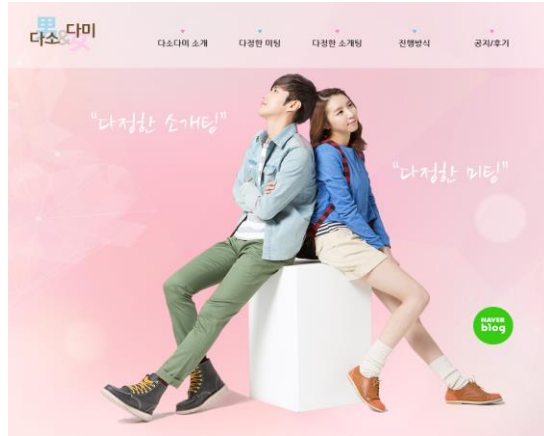 男
다소&다미
女
다소다미 소개
다정한 미팅
다정한 소개팅
진행방식
공지/후기
"다정한 소개팅"
"다정한 미팅"
NAVER
blog